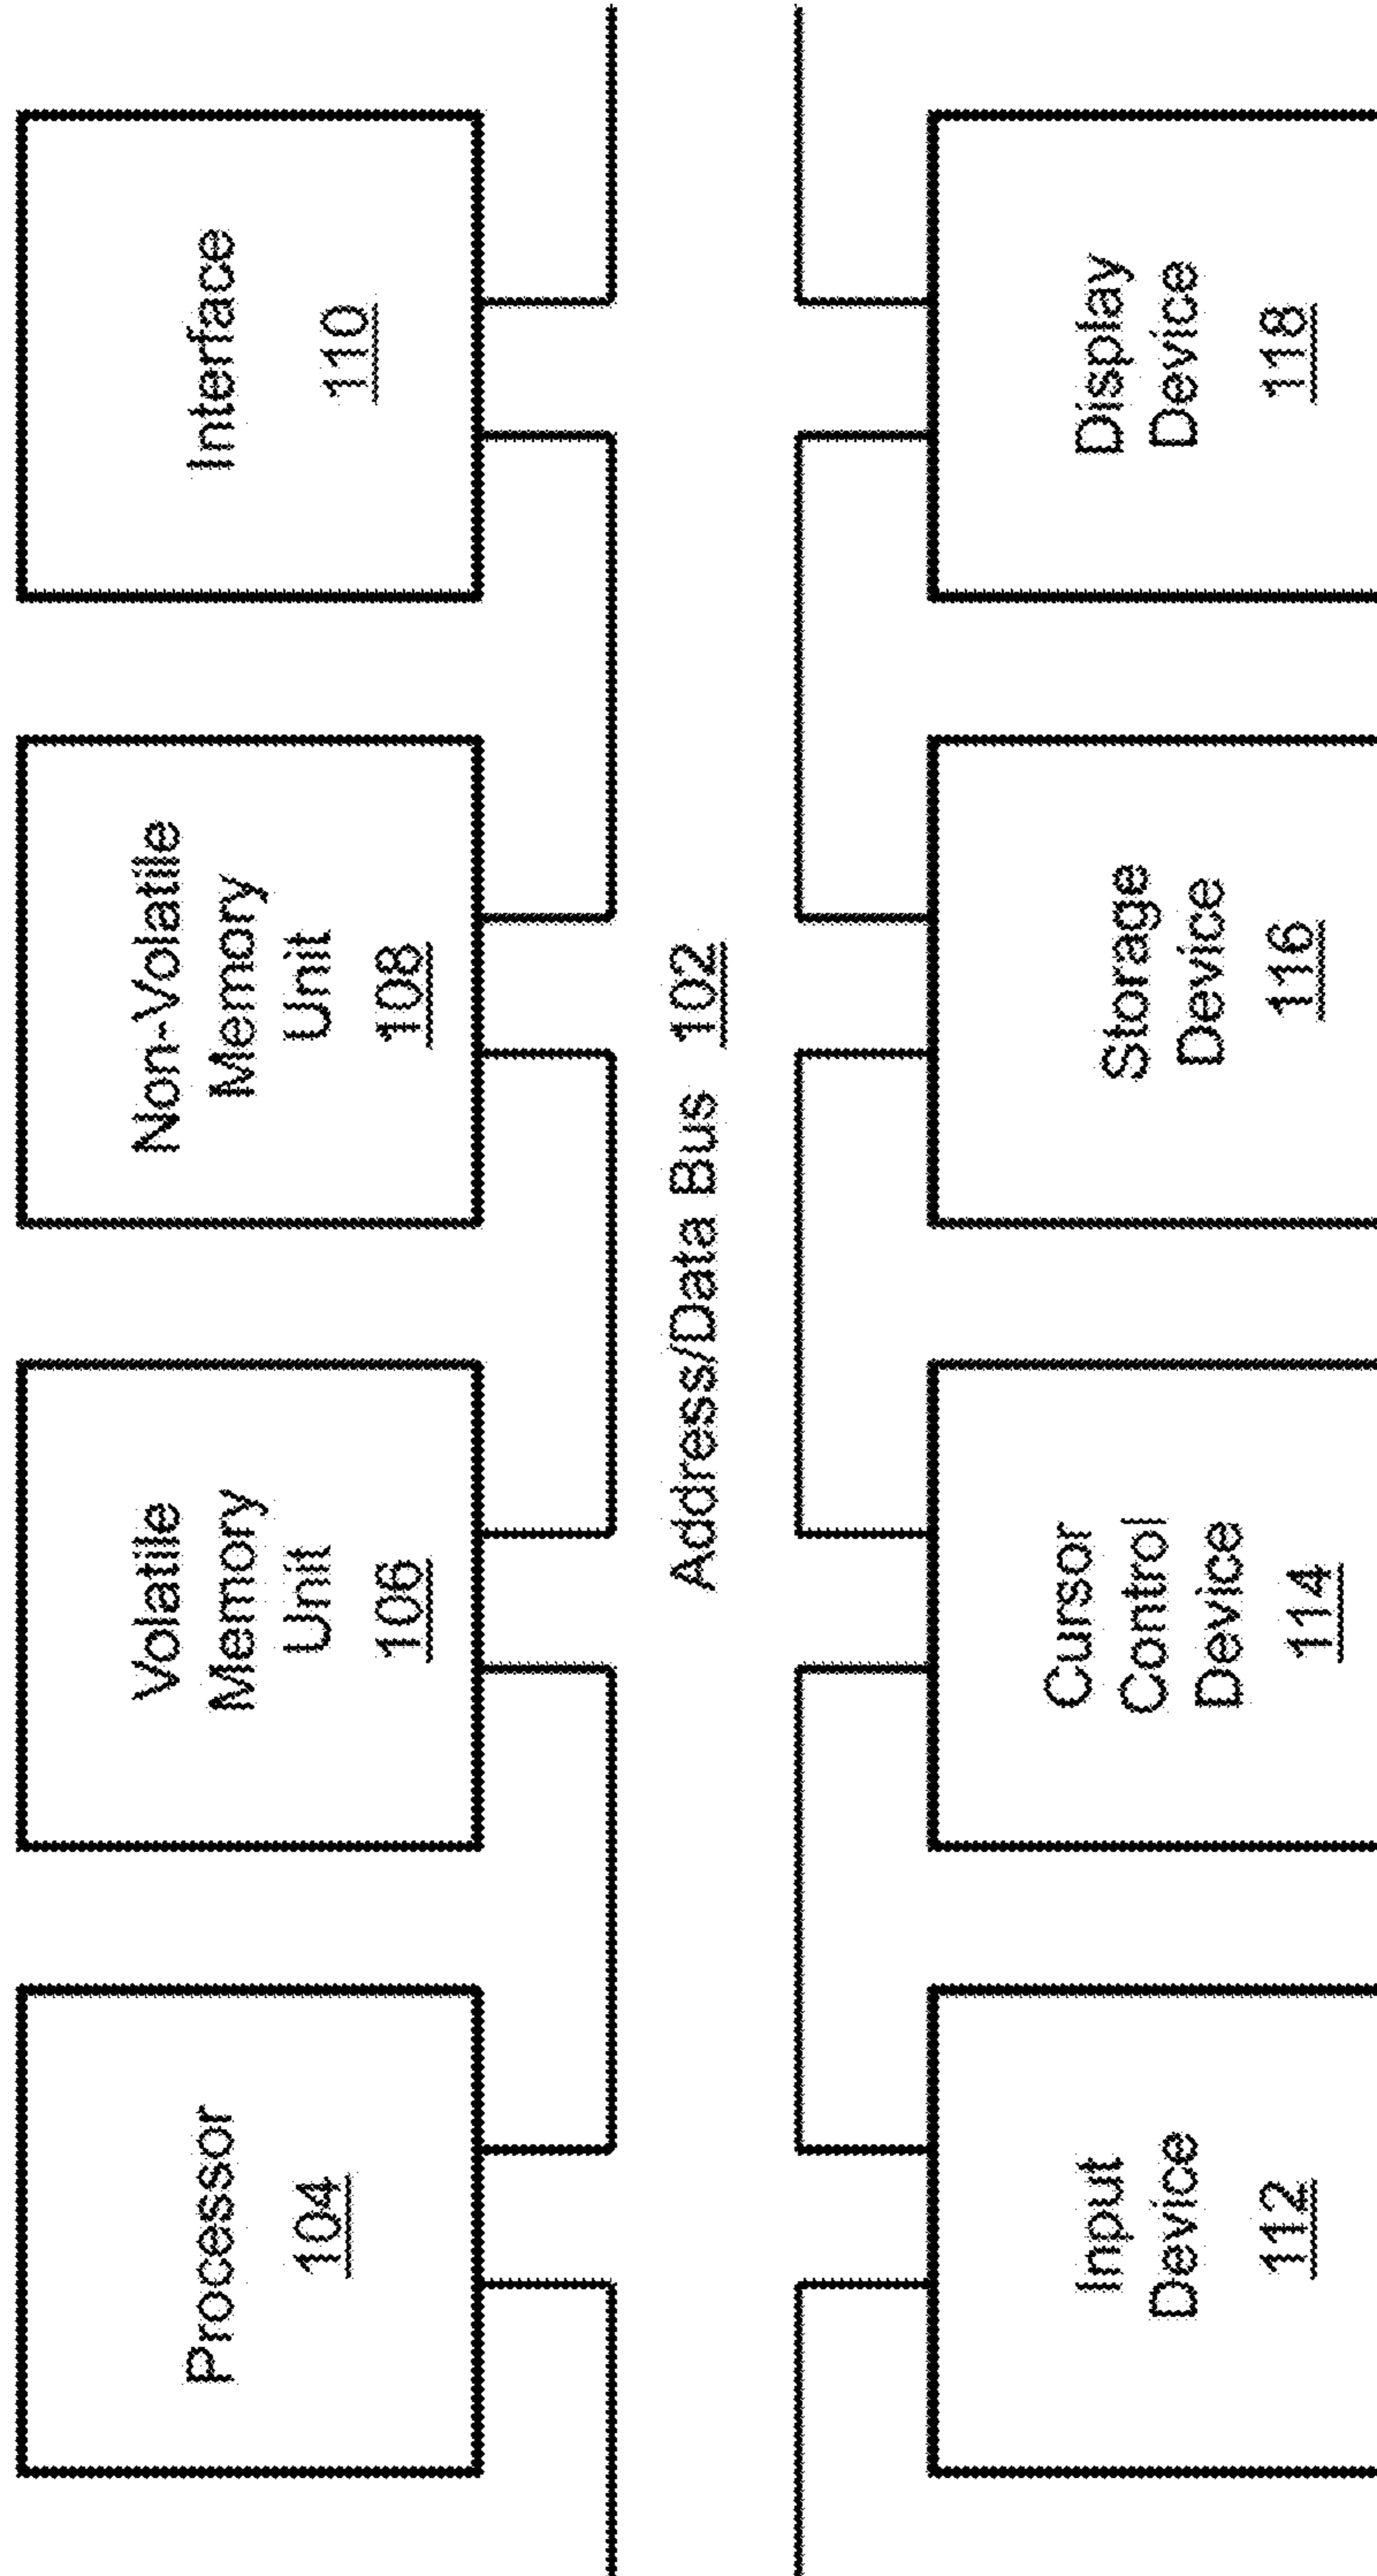 Processor
104
Volatile
Memory
Unit
106
Non-Volatile
Memory
Unit
108
Interface
110
Address/Data Bus 102
Input
Device
112
Cursor
Control
Device
114
Storage
Device
116
Display
Device
118